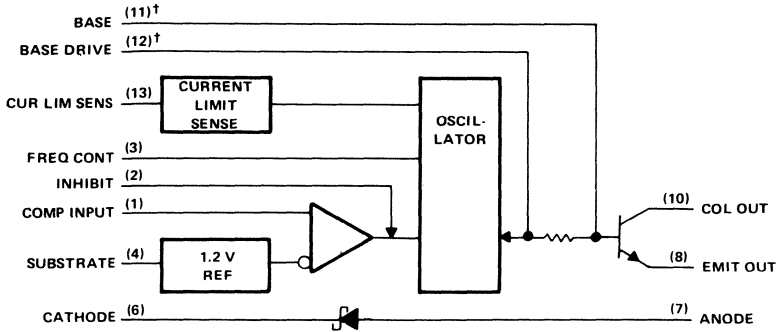 BASE (11)†
BASE DRIVE (12)†
CUR LIM SENS (13)
CURRENT
LIMIT
SENSE
OSCIL-
LATOR
FREQ CONT (3)
INHIBIT (2)
COMP INPUT (1)
SUBSTRATE (4)
1.2 V
REF
(10) COL OUT
(8) EMIT OUT
CATHODE (6)
(7) ANODE